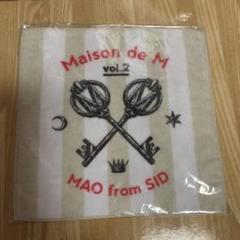 Maison de M
vol.2
MAO from SID